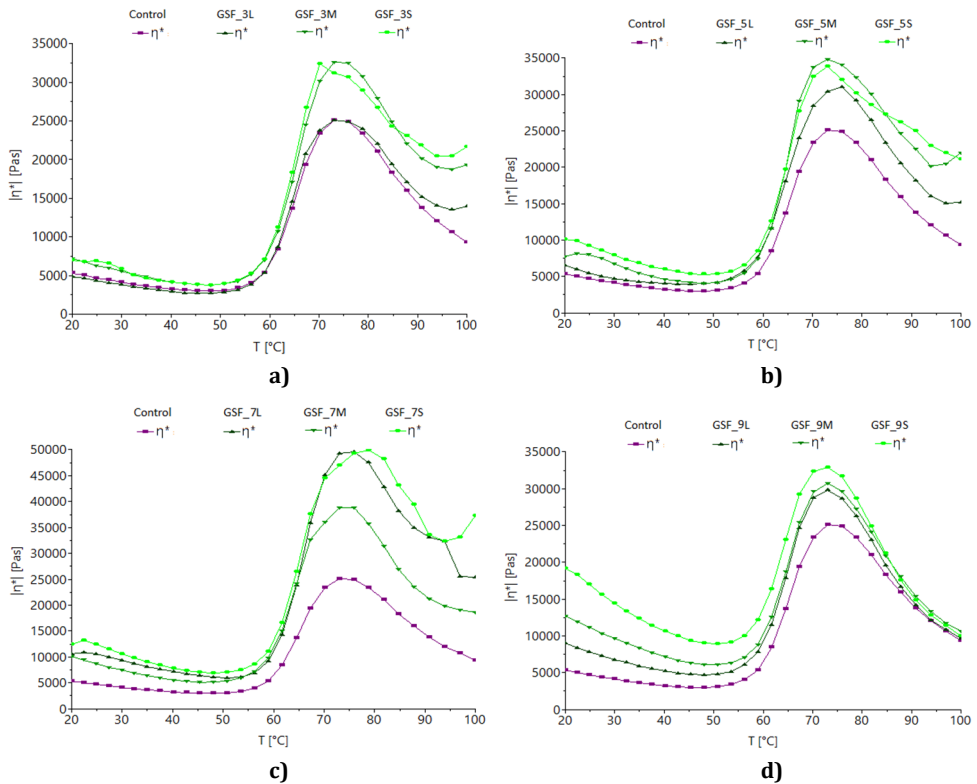 Control GSF_3L GSF_3M GSF_3S
η* η* η* η*
35000
30000
25000
20000
15000
10000
5000
0
|η*| [Pas]
20 30 40 50 60 70 80 90 100
T [°C]
a)
Control GSF_5L GSF_5M GSF_5S
η* η* η* η*
35000
30000
25000
20000
15000
10000
5000
0
|η*| [Pas]
20 30 40 50 60 70 80 90 100
T [°C]
b)
Control GSF_7L GSF_7M GSF_7S
η* η* η* η*
50000
45000
40000
35000
30000
25000
20000
15000
10000
5000
0
|η*| [Pas]
20 30 40 50 60 70 80 90 100
T [°C]
c)
Control GSF_9L GSF_9M GSF_9S
η* η* η* η*
35000
30000
25000
20000
15000
10000
5000
0
|η*| [Pas]
20 30 40 50 60 70 80 90 100
T [°C]
d)